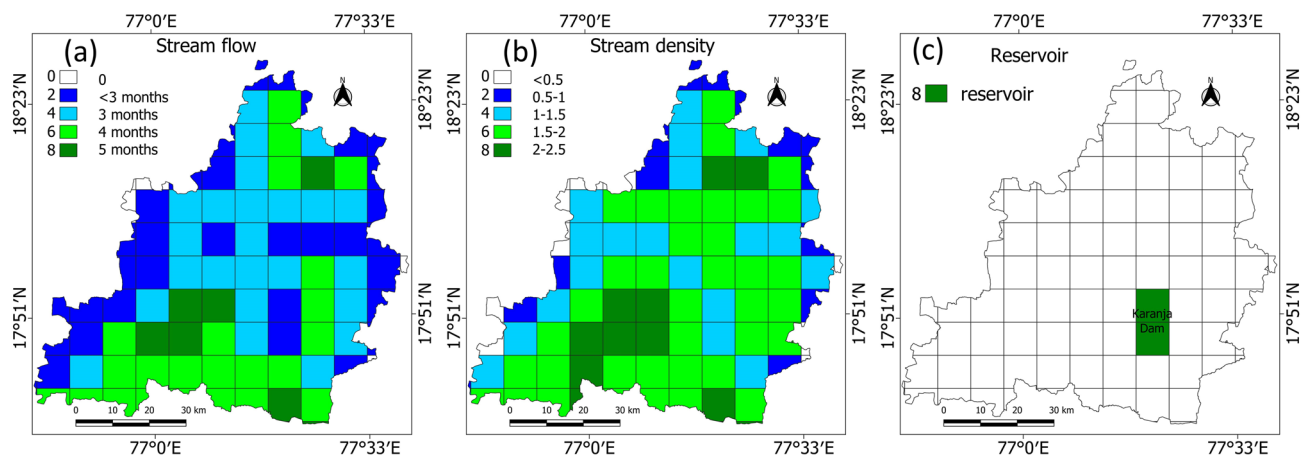 77°0′E 77°33′E 77°0′E 77°33′E 77°0′E 77°33′E
(a) Stream flow
0 0
2 <3 months
4 3 months
6 4 months
8 5 months
N
18°23′N
17°51′N
18°23′N
17°51′N
0 10 20 30 km
(b) Stream density
0 <0.5
2 0.5-1
4 1-1.5
6 1.5-2
8 2-2.5
N
18°23′N
17°51′N
18°23′N
17°51′N
0 10 20 30 km
(c) Reservoir
8 reservoir
N
Karanja
Dam
18°23′N
17°51′N
0 10 20 30 km
77°0′E 77°33′E 77°0′E 77°33′E 77°0′E 77°33′E